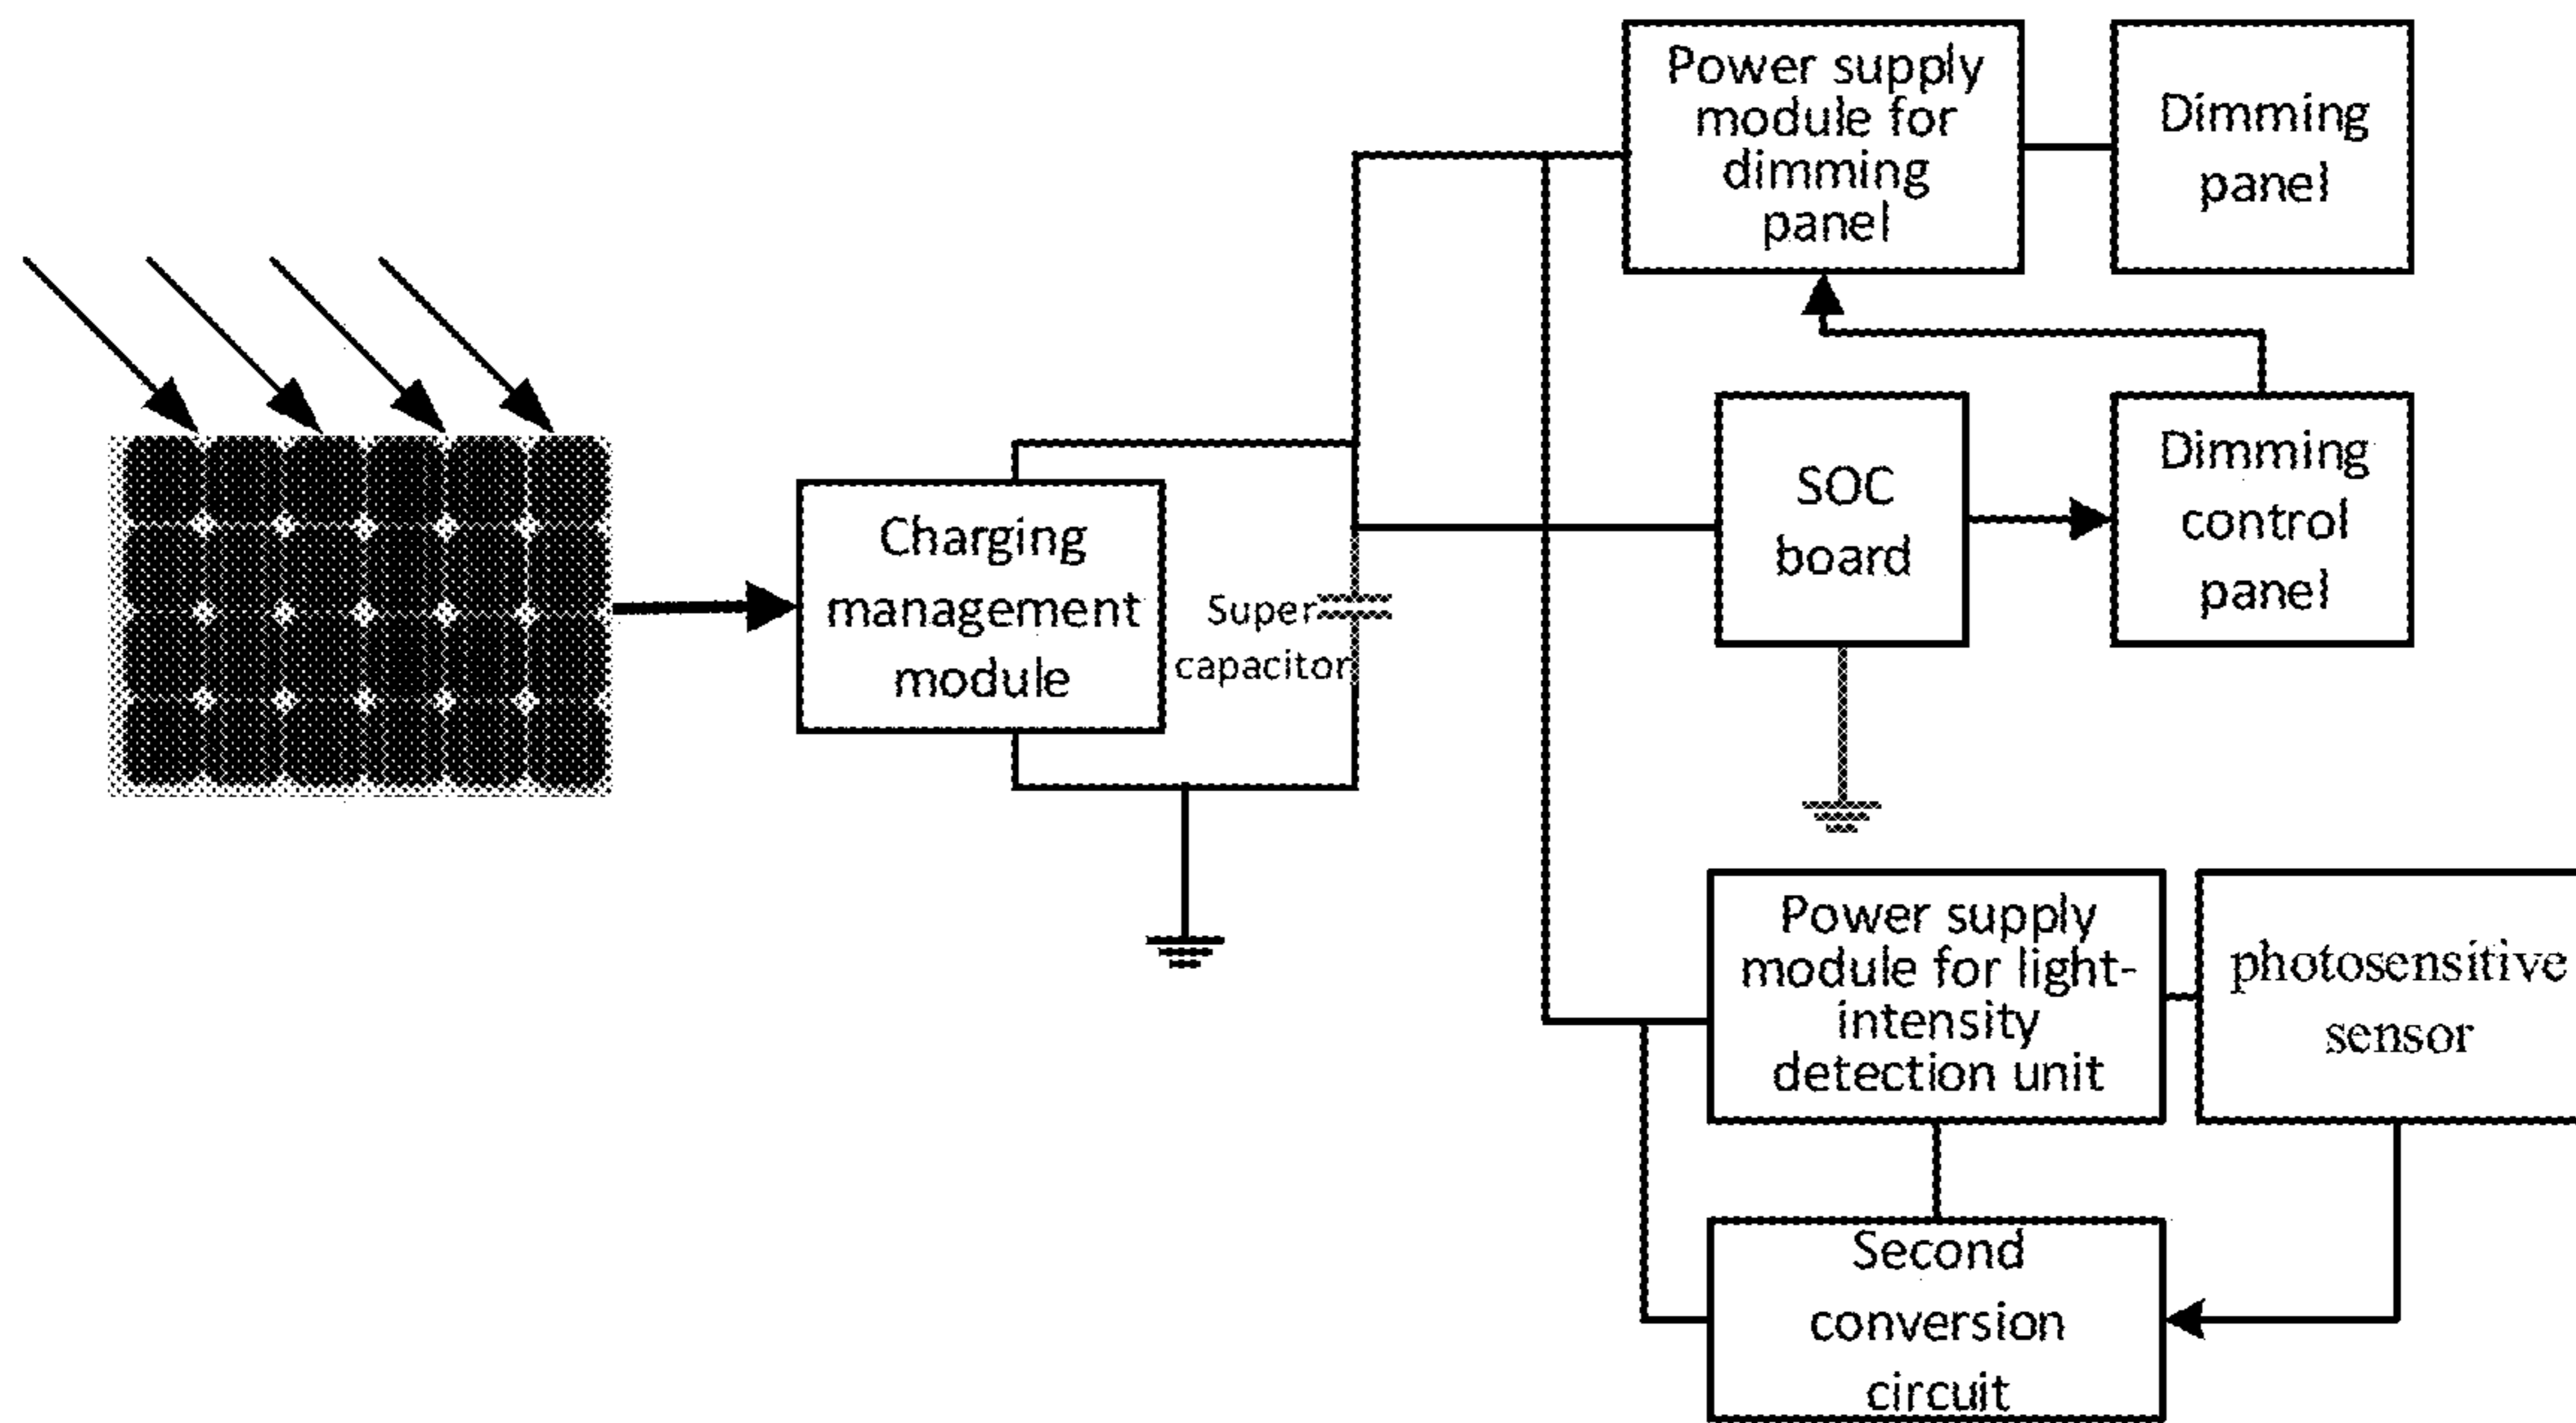 Power supply
module for
dimming
panel
Dimming
panel
Charging
management
module
Super
capacitor
SOC
board
Dimming
control
panel
Power supply
module for light-
intensity
detection unit
photosensitive
sensor
Second
conversion
circuit